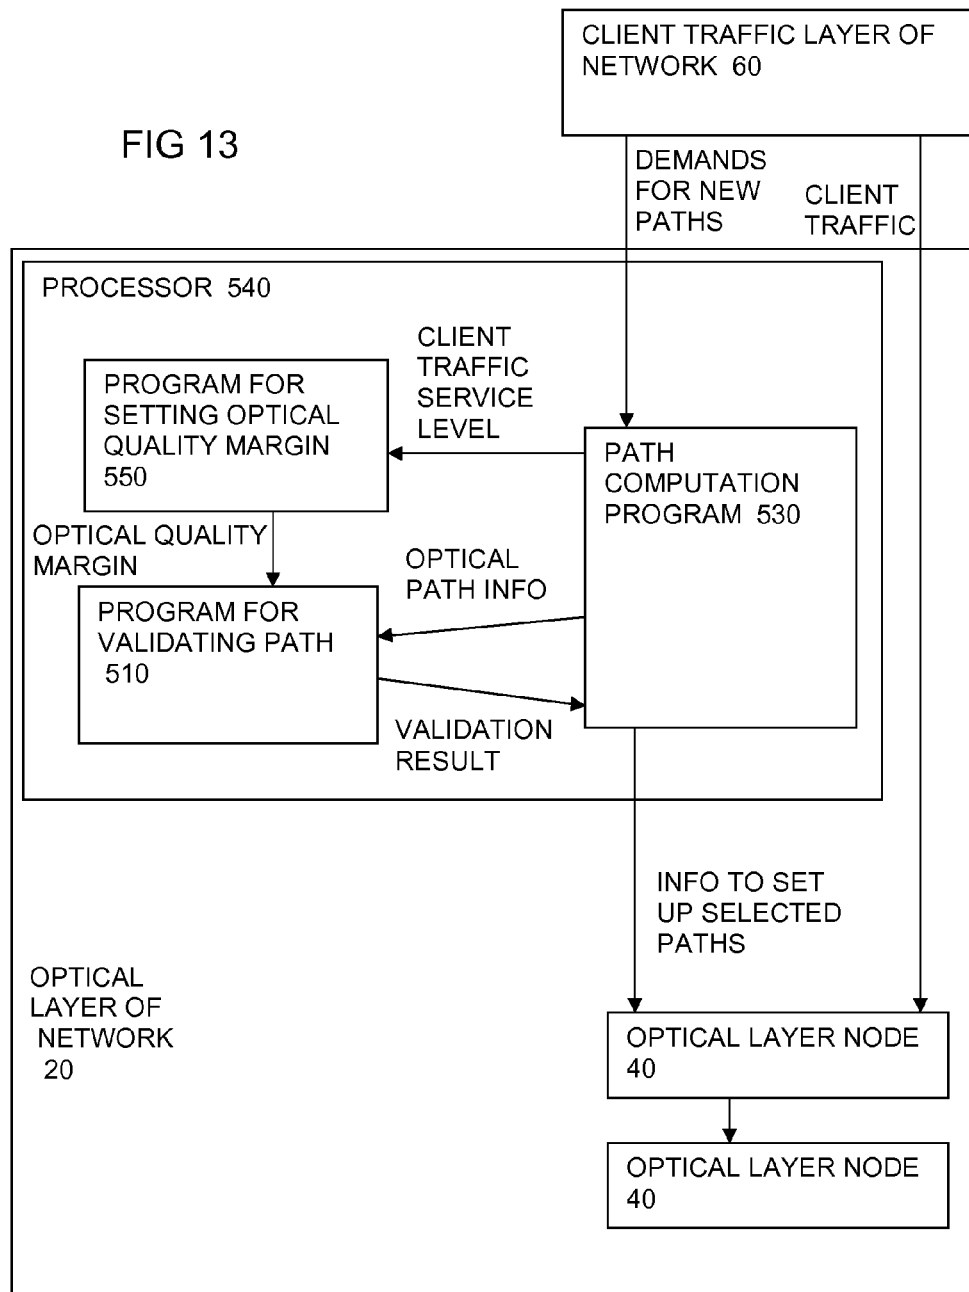 CLIENT TRAFFIC LAYER OF
NETWORK 60
FIG 13
DEMANDS
FOR NEW
PATHS
CLIENT
TRAFFIC
PROCESSOR 540
CLIENT
TRAFFIC
SERVICE
LEVEL
PROGRAM FOR
SETTING OPTICAL
QUALITY MARGIN
550
PATH
COMPUTATION
PROGRAM 530
OPTICAL QUALITY
MARGIN
OPTICAL
PATH INFO
PROGRAM FOR
VALIDATING PATH
510
VALIDATION
RESULT
INFO TO SET
UP SELECTED
PATHS
OPTICAL
LAYER OF
NETWORK
20
OPTICAL LAYER NODE
40
OPTICAL LAYER NODE
40